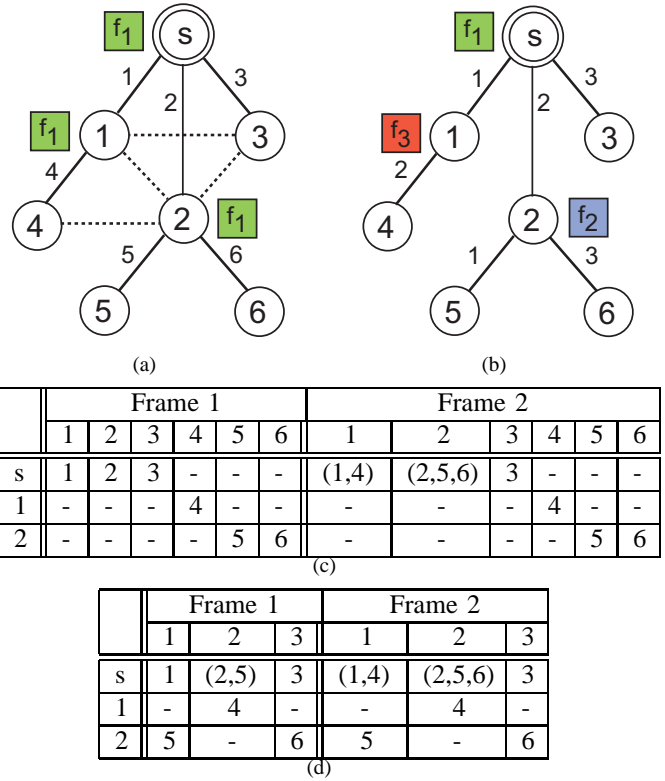 f1 s f1 s
1 2 3 1 2 3
f1 1 3 f3 1 3
4 2
4 2 f1 4 2 f2
5 6 1 3
5 6 5 6
(a) (b)
Frame 1 Frame 2
1 2 3 4 5 6 1 2 3 4 5 6
s 1 2 3 - - - (1,4) (2,5,6) 3 - - -
1 - - - 4 - - - - - 4 - -
2 - - - - 5 6 - - - - 5 6
(c)
Frame 1 Frame 2
1 2 3 1 2 3
s 1 (2,5) 3 (1,4) (2,5,6) 3
1 - 4 - - 4 -
2 5 - 6 5 - 6
(d)